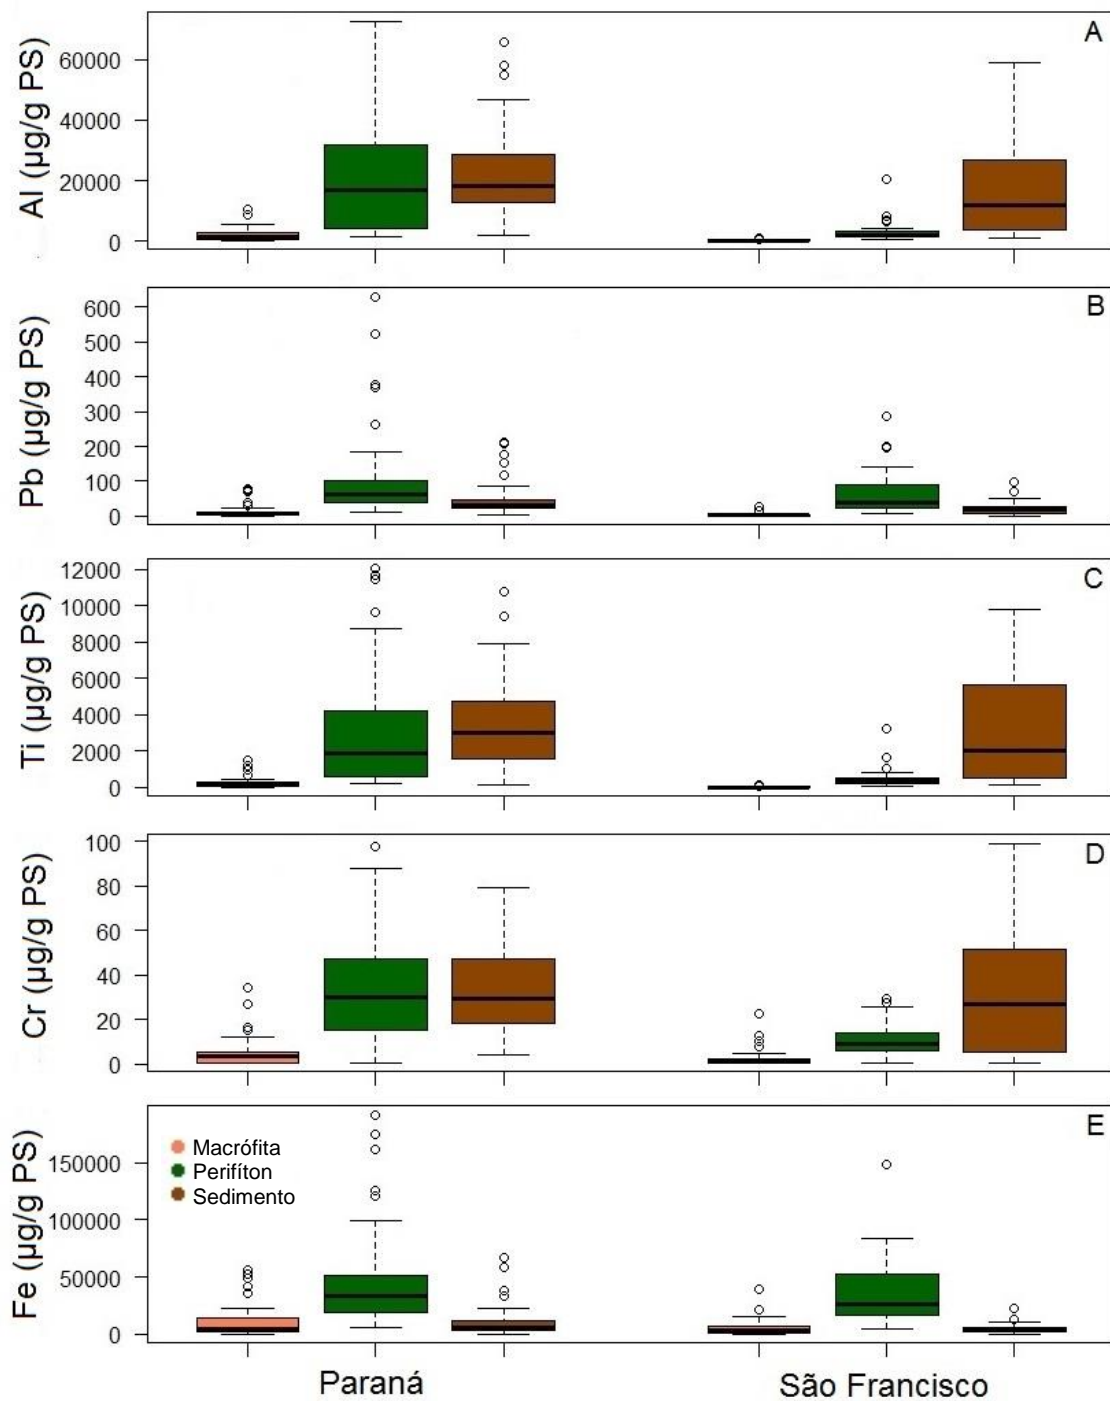 A
Al (µg/g PS)
60000
40000
20000
0
B
Pb (µg/g PS)
600
500
400
300
200
100
0
C
Ti (µg/g PS)
12000
10000
8000
6000
4000
2000
0
D
Cr (µg/g PS)
100
80
60
40
20
0
E
Fe (µg/g PS)
150000
100000
50000
0
Macrófita
Perifíton
Sedimento
Paraná
São Francisco